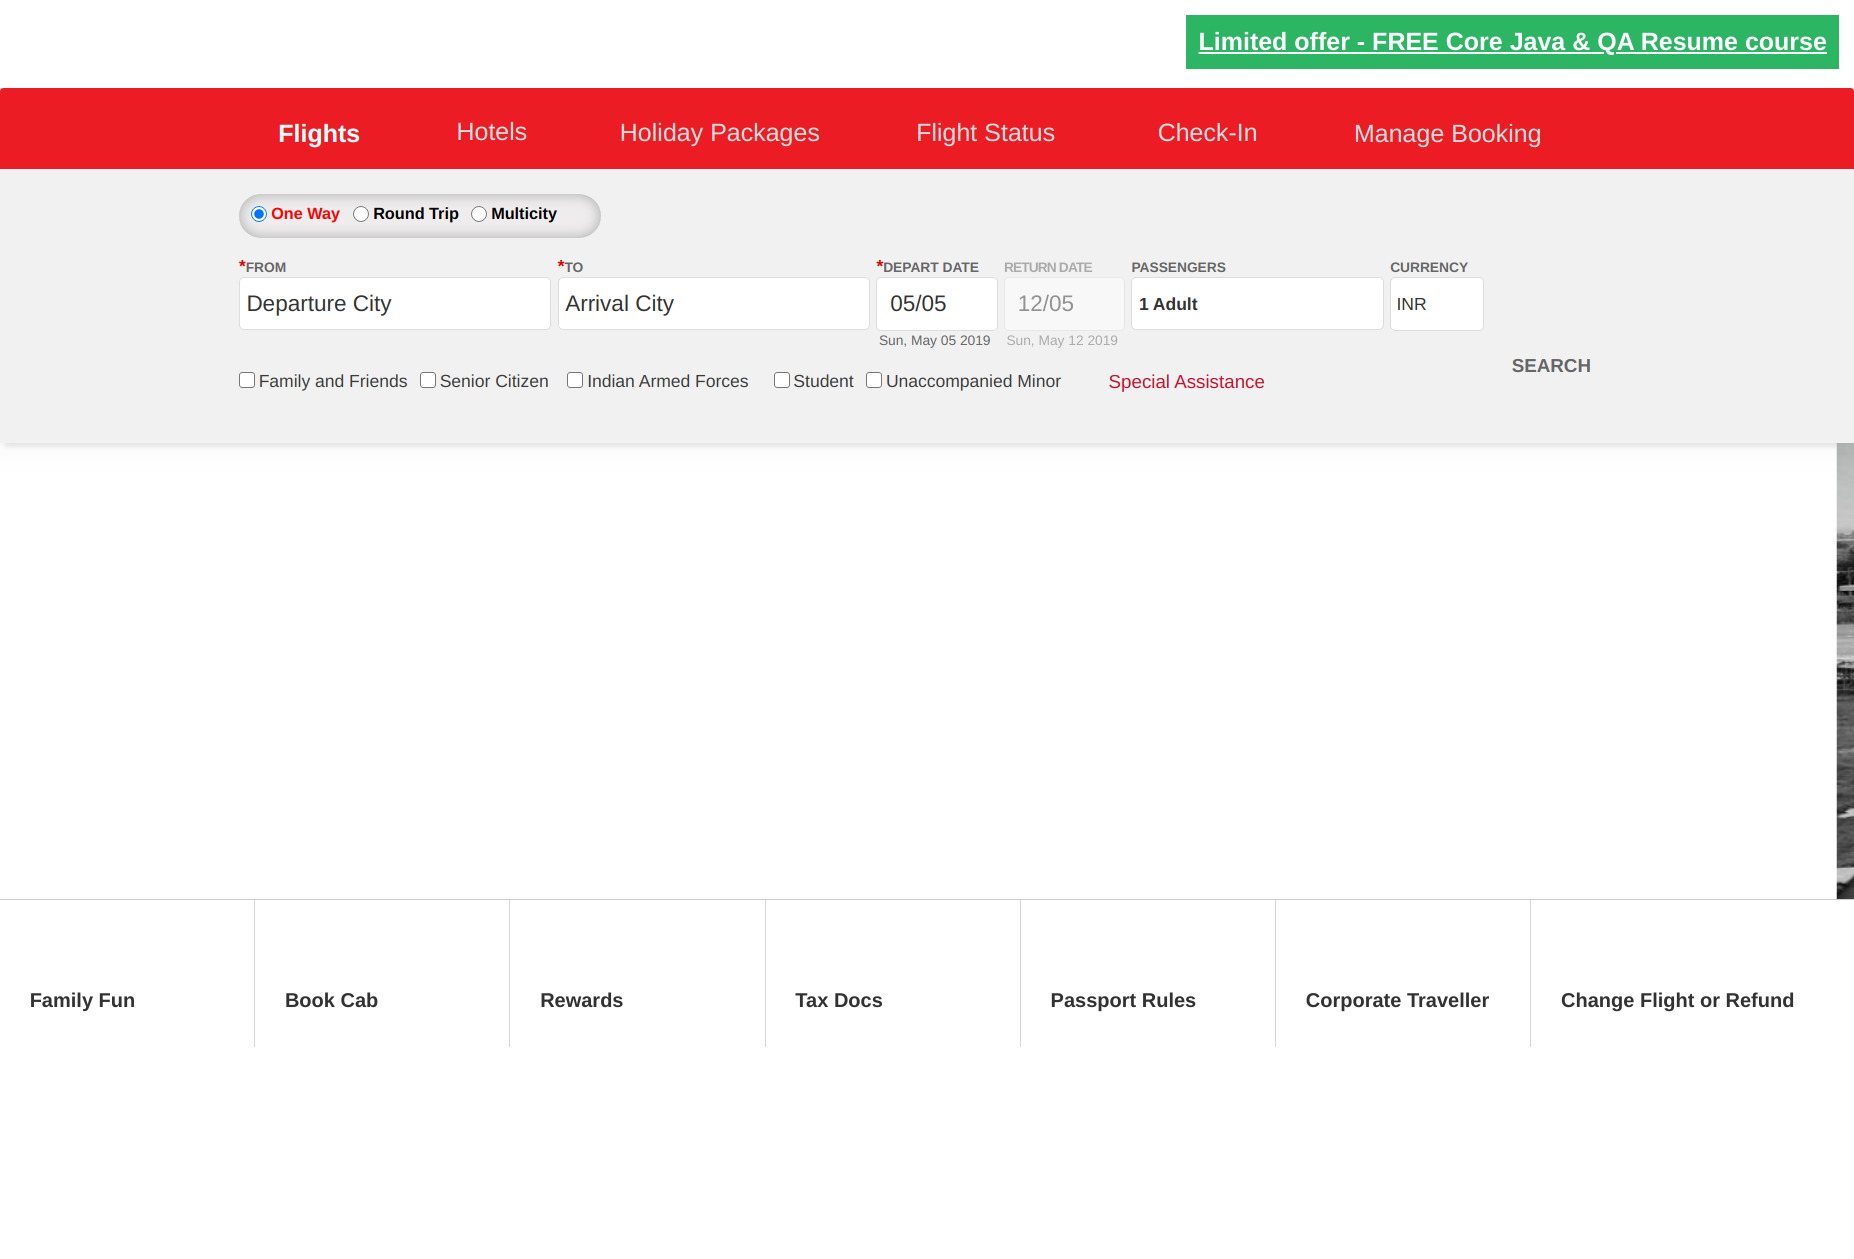 Limited offer - FREE Core Java & QA Resume course
Flights Hotels Holiday Packages Flight Status Check-In Manage Booking
One Way Round Trip Multicity
*FROM *TO *DEPART DATE RETURN DATE PASSENGERS CURRENCY
Departure City Arrival City 05/05 12/05 1 Adult INR
Sun, May 05 2019 Sun, May 12 2019
SEARCH
Family and Friends Senior Citizen Indian Armed Forces Student Unaccompanied Minor Special Assistance
Family Fun Book Cab Rewards Tax Docs Passport Rules Corporate Traveller Change Flight or Refund